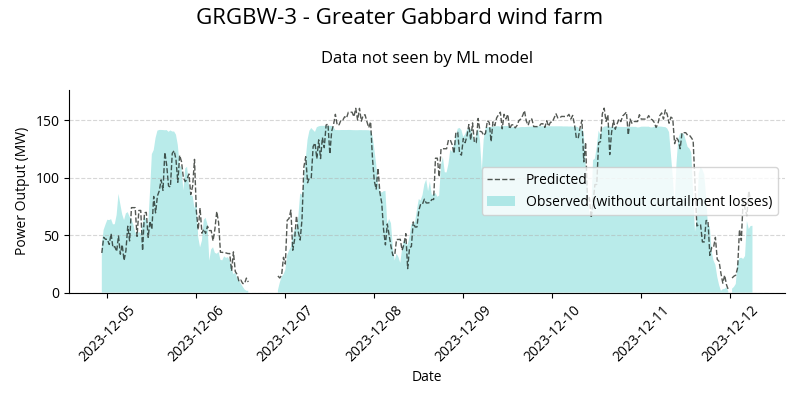 GRGBW-3 - Greater Gabbard wind farm
Data not seen by ML model
Power Output (MW)
150
100
50
0
Predicted
Observed (without curtailment losses)
2023-12-05
2023-12-06
2023-12-07
2023-12-08
2023-12-09
2023-12-10
2023-12-11
2023-12-12
Date